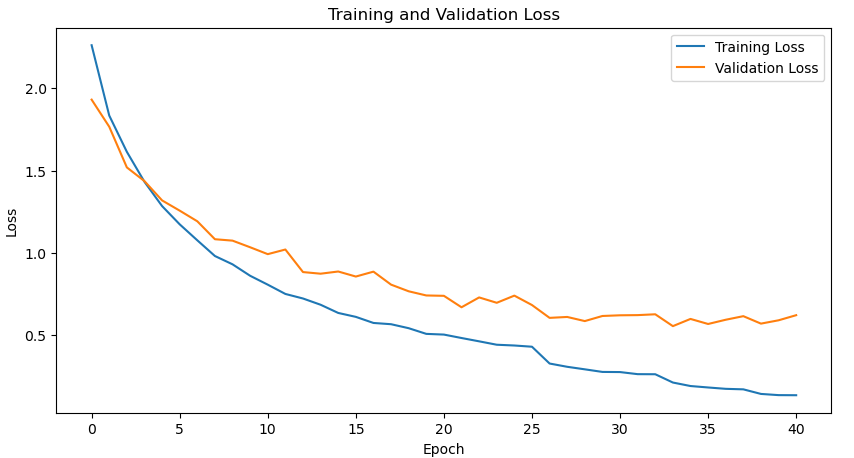 Training and Validation Loss
Training Loss
Validation Loss
Loss
2.0
1.5
1.0
0.5
0 5 10 15 20 25 30 35 40
Epoch